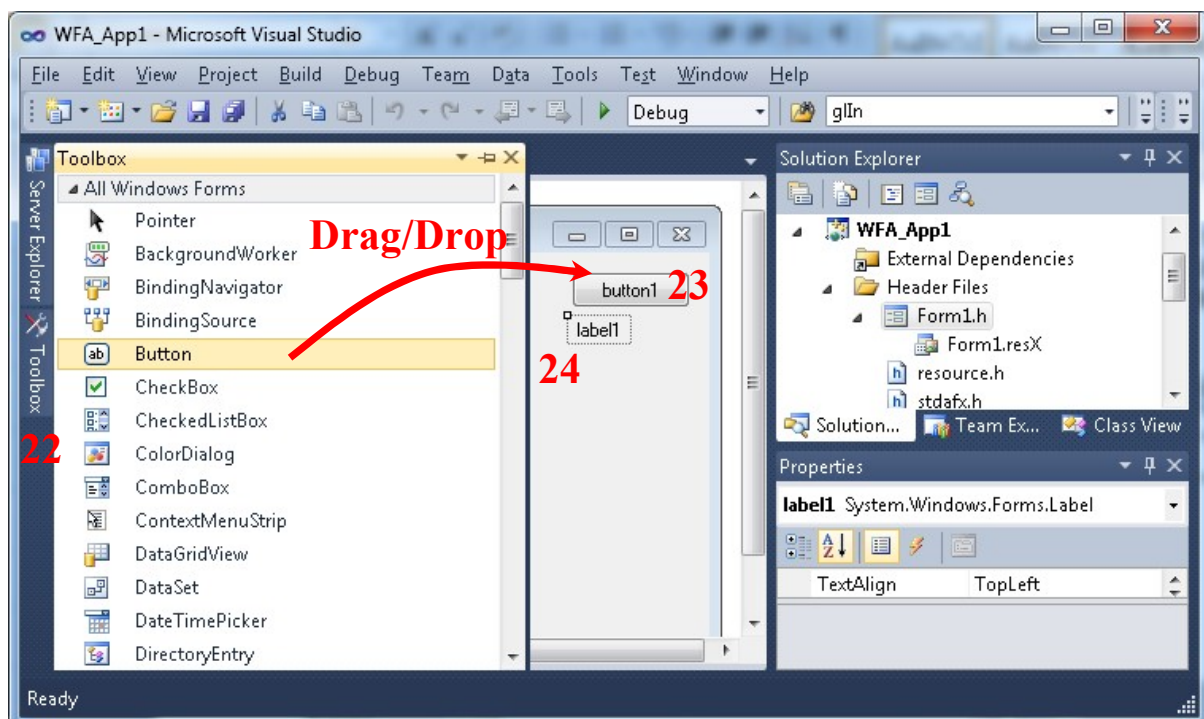 WFA_App1 - Microsoft Visual Studio
File Edit View Project Build Debug Team Data Tools Test Window Help
Debug glIn
Server Explorer
Toolbox
22
Toolbox
All Windows Forms
Pointer
BackgroundWorker
BindingNavigator
BindingSource
Button
CheckBox
CheckedListBox
ColorDialog
ComboBox
ContextMenuStrip
DataGridView
DataSet
DateTimePicker
DirectoryEntry
Drag/Drop
button1 23
label1
24
Solution Explorer
WFA_App1
External Dependencies
Header Files
Form1.h
Form1.resX
resource.h
stdafx.h
Solution... Team Ex... Class View
Properties
label1 System.Windows.Forms.Label
TextAlign TopLeft
Ready